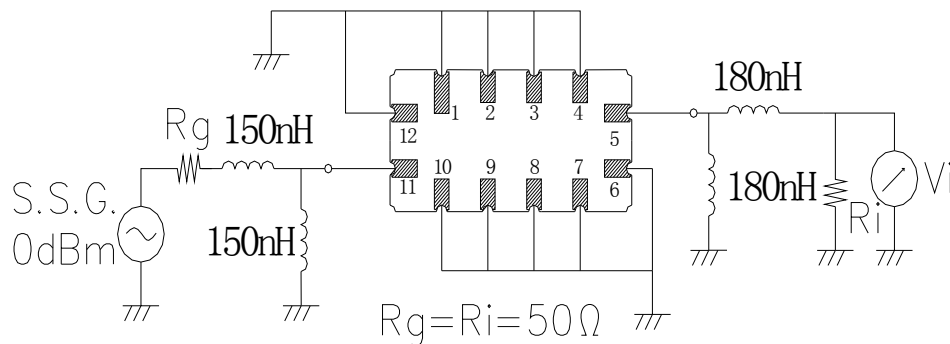 180nH
1 2 3 4
5
12
Rg 150nH
11
10 9 8 7
6
180nH
Ri
Vi
S.S.G.
0dBm
150nH
Rg=Ri=50Ω